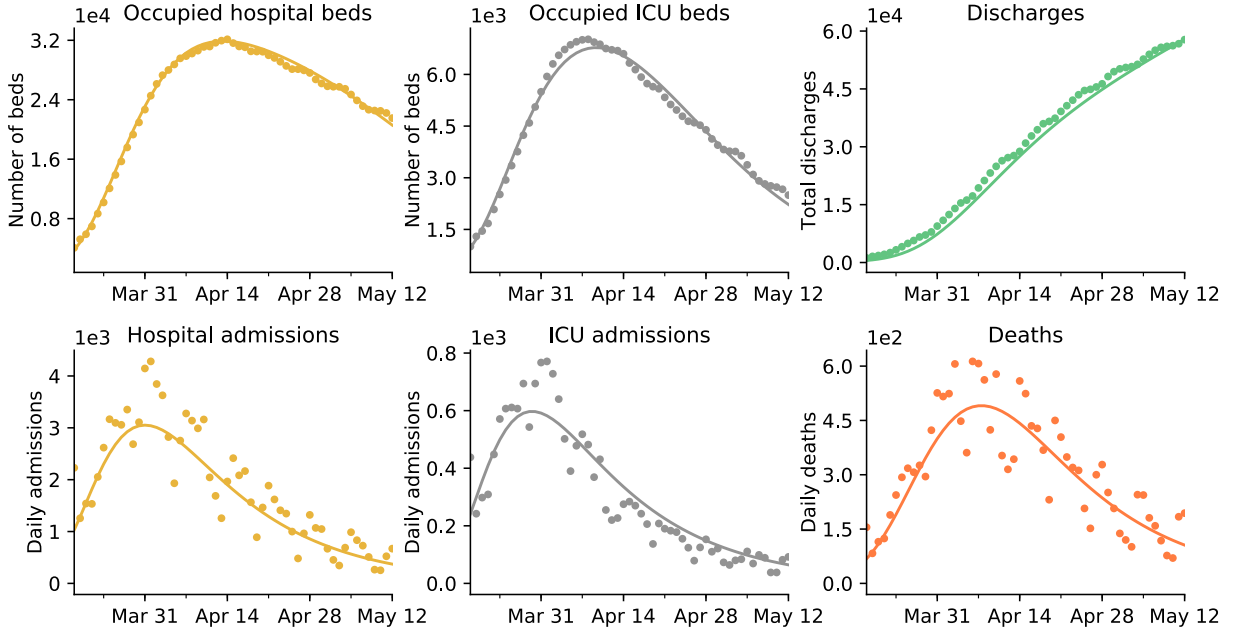 Occupied hospital beds
1e4
Number of beds
3.2
2.4
1.6
0.8
Mar 31 Apr 14 Apr 28 May 12
Occupied ICU beds
1e3
Number of beds
6.0
4.5
3.0
1.5
Mar 31 Apr 14 Apr 28 May 12
Discharges
1e4
Total discharges
6.0
4.5
3.0
1.5
0.0
Mar 31 Apr 14 Apr 28 May 12
Hospital admissions
1e3
Daily admissions
4
3
2
1
0
Mar 31 Apr 14 Apr 28 May 12
ICU admissions
1e3
Daily admissions
0.8
0.6
0.4
0.2
0.0
Mar 31 Apr 14 Apr 28 May 12
Deaths
1e2
Daily deaths
6.0
4.5
3.0
1.5
0.0
Mar 31 Apr 14 Apr 28 May 12